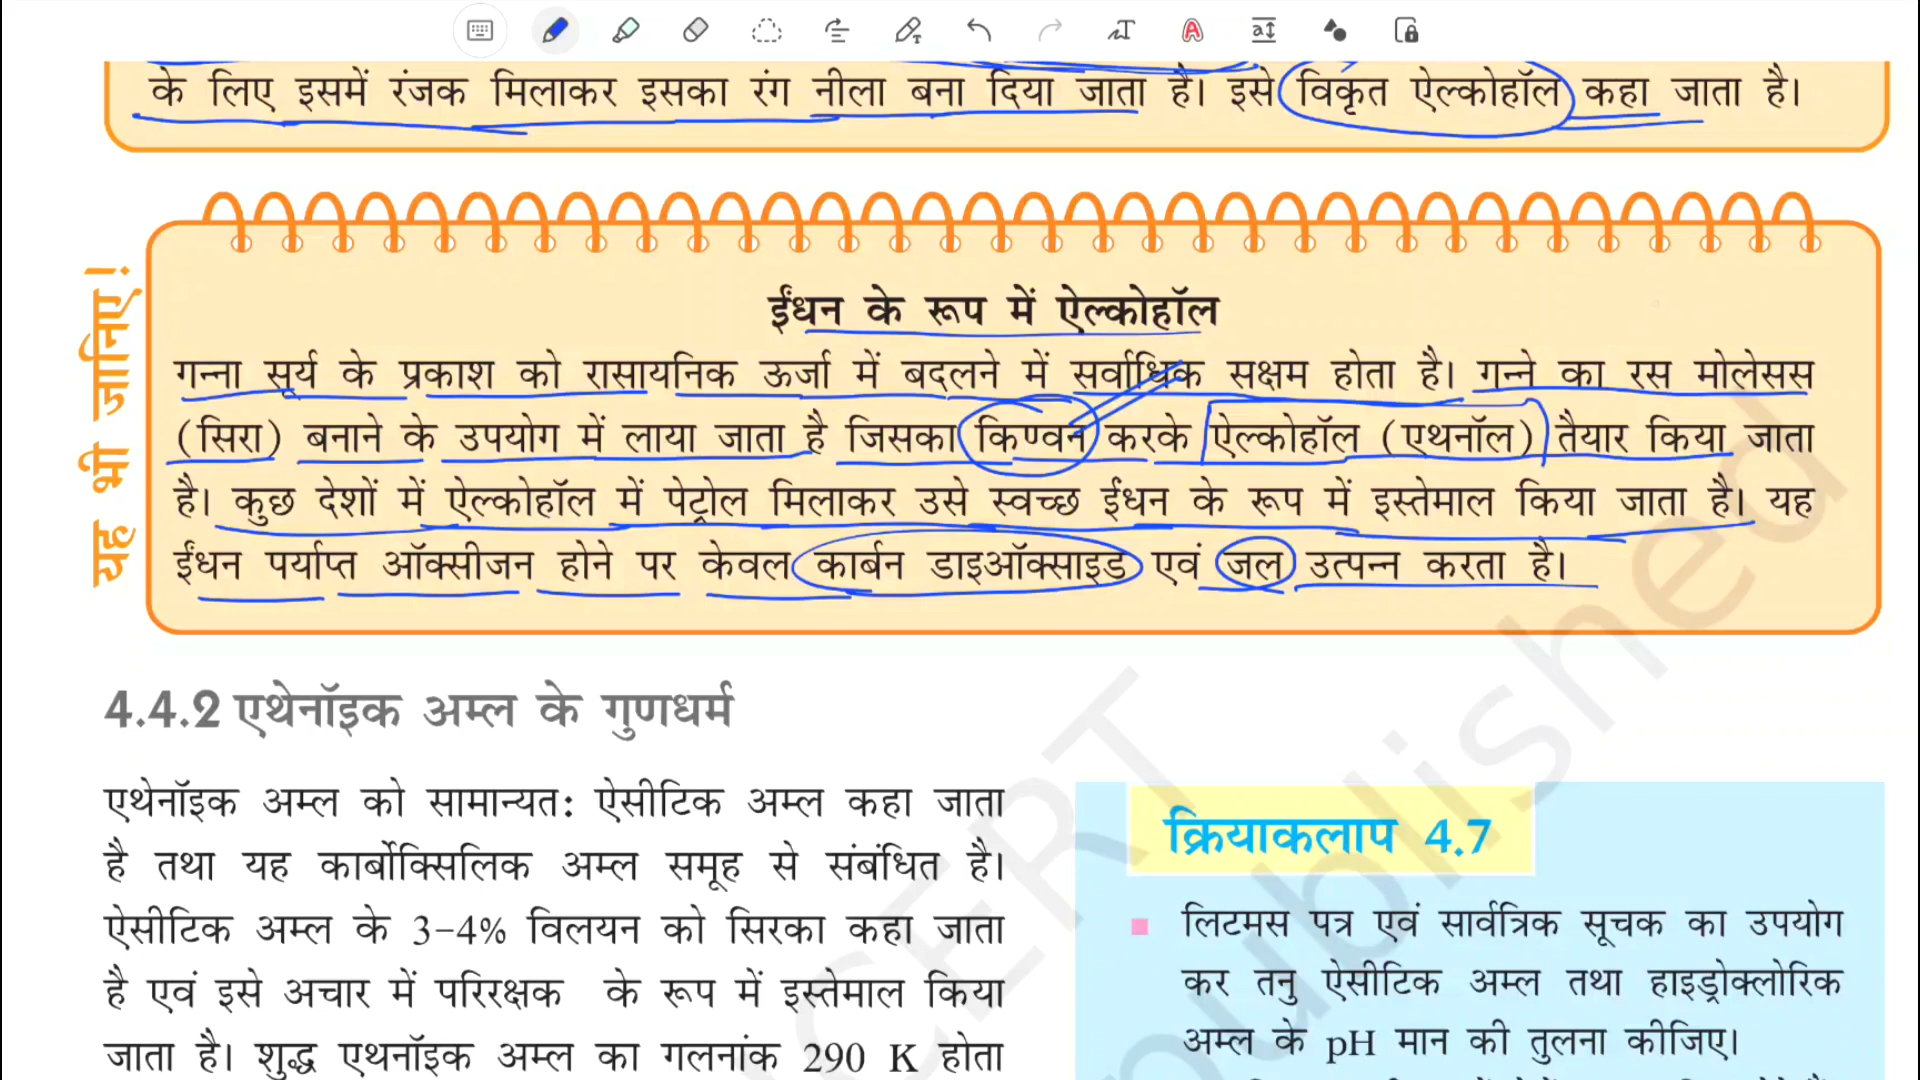 के लिए इसमें रंजक मिलाकर इसका रंग नीला बना दिया जाता है। इसे विकृत ऐल्कोहॉल कहा जाता है।
यह भी जानिए!
ईंधन के रूप में ऐल्कोहॉल
गन्ना सूर्य के प्रकाश को रासायनिक ऊर्जा में बदलने में सर्वाधिक सक्षम होता है। गन्ने का रस मोलेसस
(सिरा) बनाने के उपयोग में लाया जाता है जिसका किण्वन करके ऐल्कोहॉल (एथनॉल) तैयार किया जाता
है। कुछ देशों में ऐल्कोहॉल में पेट्रोल मिलाकर उसे स्वच्छ ईंधन के रूप में इस्तेमाल किया जाता है। यह
ईंधन पर्याप्त ऑक्सीजन होने पर केवल कार्बन डाइऑक्साइड एवं जल उत्पन्न करता है।
4.4.2 एथेनॉइक अम्ल के गुणधर्म
एथेनॉइक अम्ल को सामान्यतः ऐसीटिक अम्ल कहा जाता
है तथा यह कार्बोक्सिलिक अम्ल समूह से संबंधित है।
ऐसीटिक अम्ल के 3-4% विलयन को सिरका कहा जाता
है एवं इसे अचार में परिरक्षक के रूप में इस्तेमाल किया
जाता है। शुद्ध एथनॉइक अम्ल का गलनांक 290 K होता
क्रियाकलाप 4.7
लिटमस पत्र एवं सार्वत्रिक सूचक का उपयोग
कर तनु ऐसीटिक अम्ल तथा हाइड्रोक्लोरिक
अम्ल के pH मान की तुलना कीजिए।